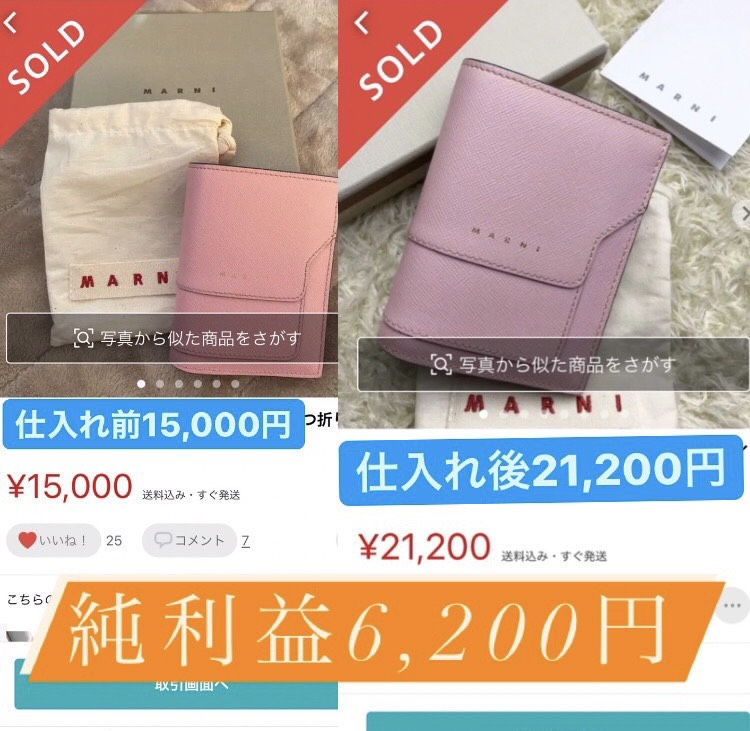 SOLD
MARNI
MARN
MAR
写真から似た商品をさがす
仕入れ前15,000円
つ折り
¥15,000 送料込み・すぐ発送
いいね！ 25 コメント 7
こちらの
取引画面へ
SOLD
MARNI
MARNI
写真から似た商品をさがす
MARNI
仕入れ後21,200円
¥21,200 送料込み・すぐ発送
純利益6,200円